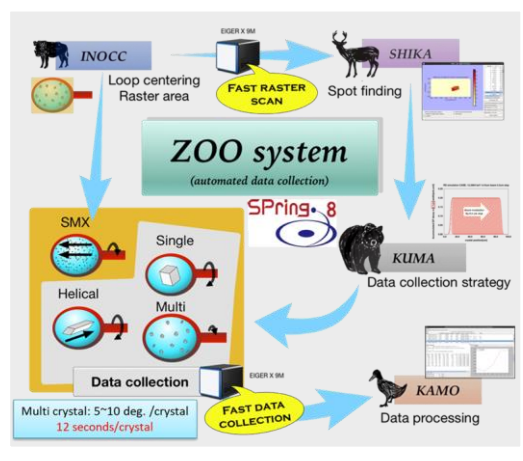 EIGER X 9M
INOCC
SHIKA
Loop centering
Raster area
FAST RASTER
SCAN
Spot finding
ZOO system
(automated data collection)
SPring-8
SMX
Single
Helical
Multi
KUMA
Data collection strategy
Data collection
EIGER X 9M
Multi crystal: 5~10 deg. /crystal
12 seconds/crystal
FAST DATA
COLLECTION
KAMO
Data processing